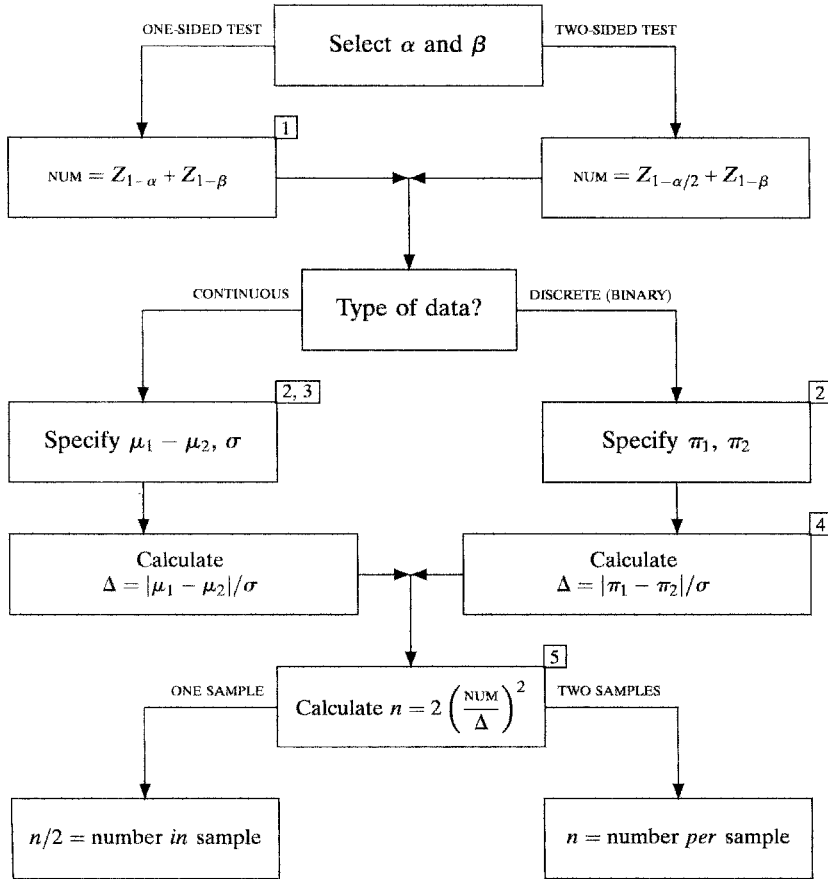 ONE-SIDED TEST
Select α and β
TWO-SIDED TEST
1
NUM = Z₁₋α + Z₁₋β
NUM = Z₁₋α/₂ + Z₁₋β
CONTINUOUS
Type of data?
DISCRETE (BINARY)
2, 3
Specify μ₁ − μ₂, σ
2
Specify π₁, π₂
Calculate
Δ = |μ₁ − μ₂|/σ
4
Calculate
Δ = |π₁ − π₂|/σ
5
ONE SAMPLE
Calculate n = 2 (NUM/Δ)²
TWO SAMPLES
n/2 = number in sample
n = number per sample